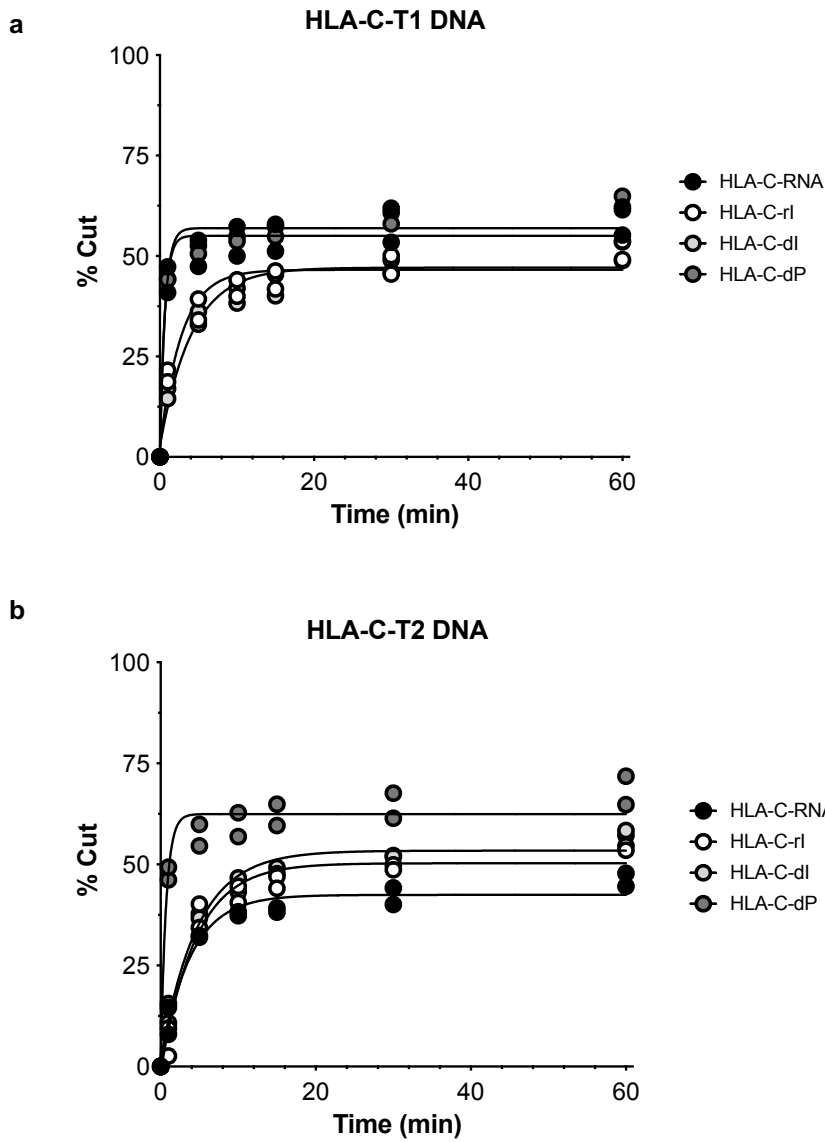 a
HLA-C-T1 DNA
100
75
50
25
0
% Cut
0 20 40 60
Time (min)
HLA-C-RNA
HLA-C-rI
HLA-C-dI
HLA-C-dP
b
HLA-C-T2 DNA
100
75
50
25
0
% Cut
0 20 40 60
Time (min)
HLA-C-RNA
HLA-C-rI
HLA-C-dI
HLA-C-dP